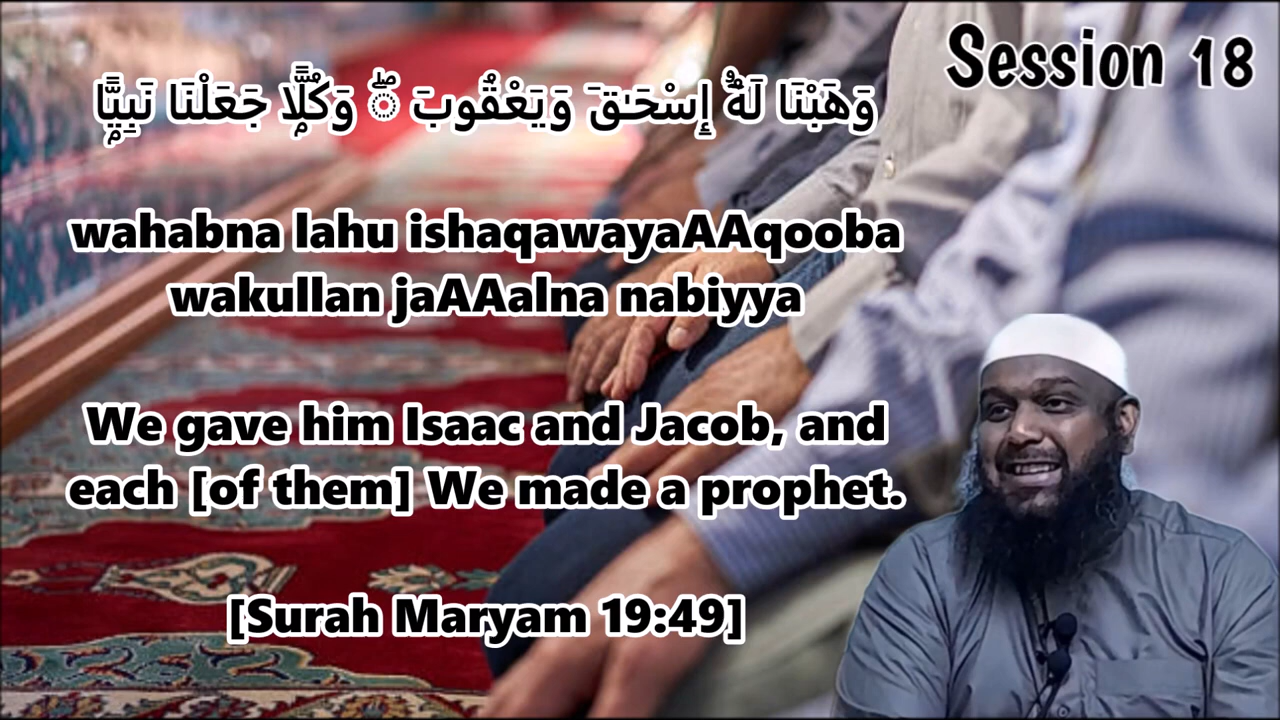 Session 18
وَهَبْنَا لَهُۥٓ إِسْحَـٰقَ وَيَعْقُوبَ ۖ وَكُلًّۭا جَعَلْنَا نَبِيًّۭا
wahabna lahu ishaqawayaAAqooba
wakullan jaAAalna nabiyya
We gave him Isaac and Jacob, and
each [of them] We made a prophet.
[Surah Maryam 19:49]